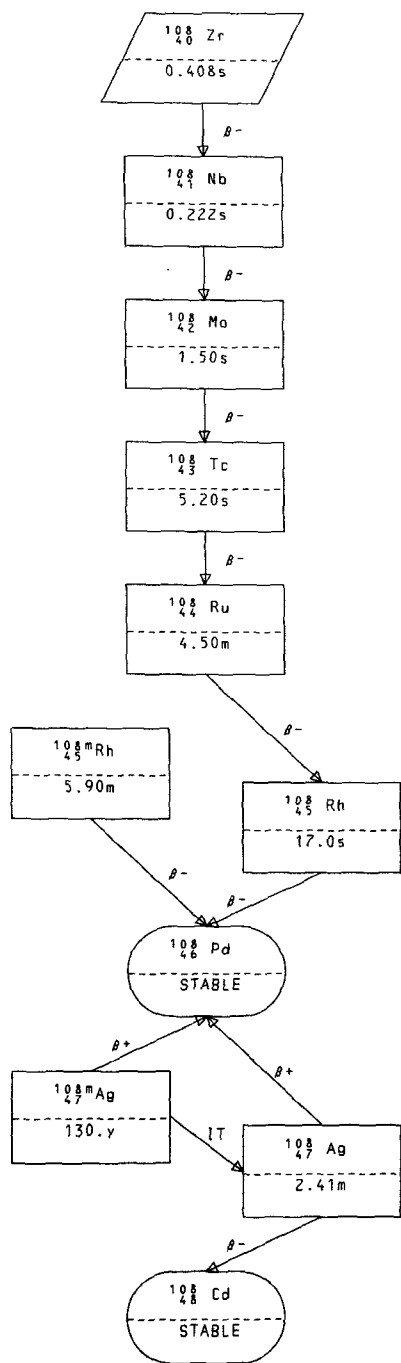 108 40 Zr
0.408s
β-
108 41 Nb
0.222s
β-
108 42 Mo
1.50s
β-
108 43 Tc
5.20s
β-
108 44 Ru
4.50m
β-
108m 45 Rh
5.90m
108 45 Rh
17.0s
β-
β-
108 46 Pd
STABLE
β+
β+
108m 47 Ag
130.y
IT
108 47 Ag
2.41m
β-
108 48 Cd
STABLE